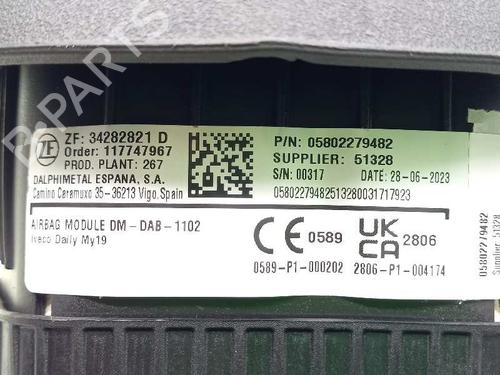 B-PARTS
ZF
ZF: 34282821 D
Order: 117747967
PROD. PLANT: 267
DALPHIMETAL ESPANA, S.A.
Camino Caramuxo 35-36213 Vigo, Spain
P/N: 05802279482
SUPPLIER: 51328
S/N: 00317 DATE: 28-06-2023
05802279482513280031717923
AIRBAG MODULE DM-DAB-1102
Iveco Daily My19
CE 0589
0589-P1-000202
UK CA 2806
2806-P1-004174
05802279482
Supplier: 51328